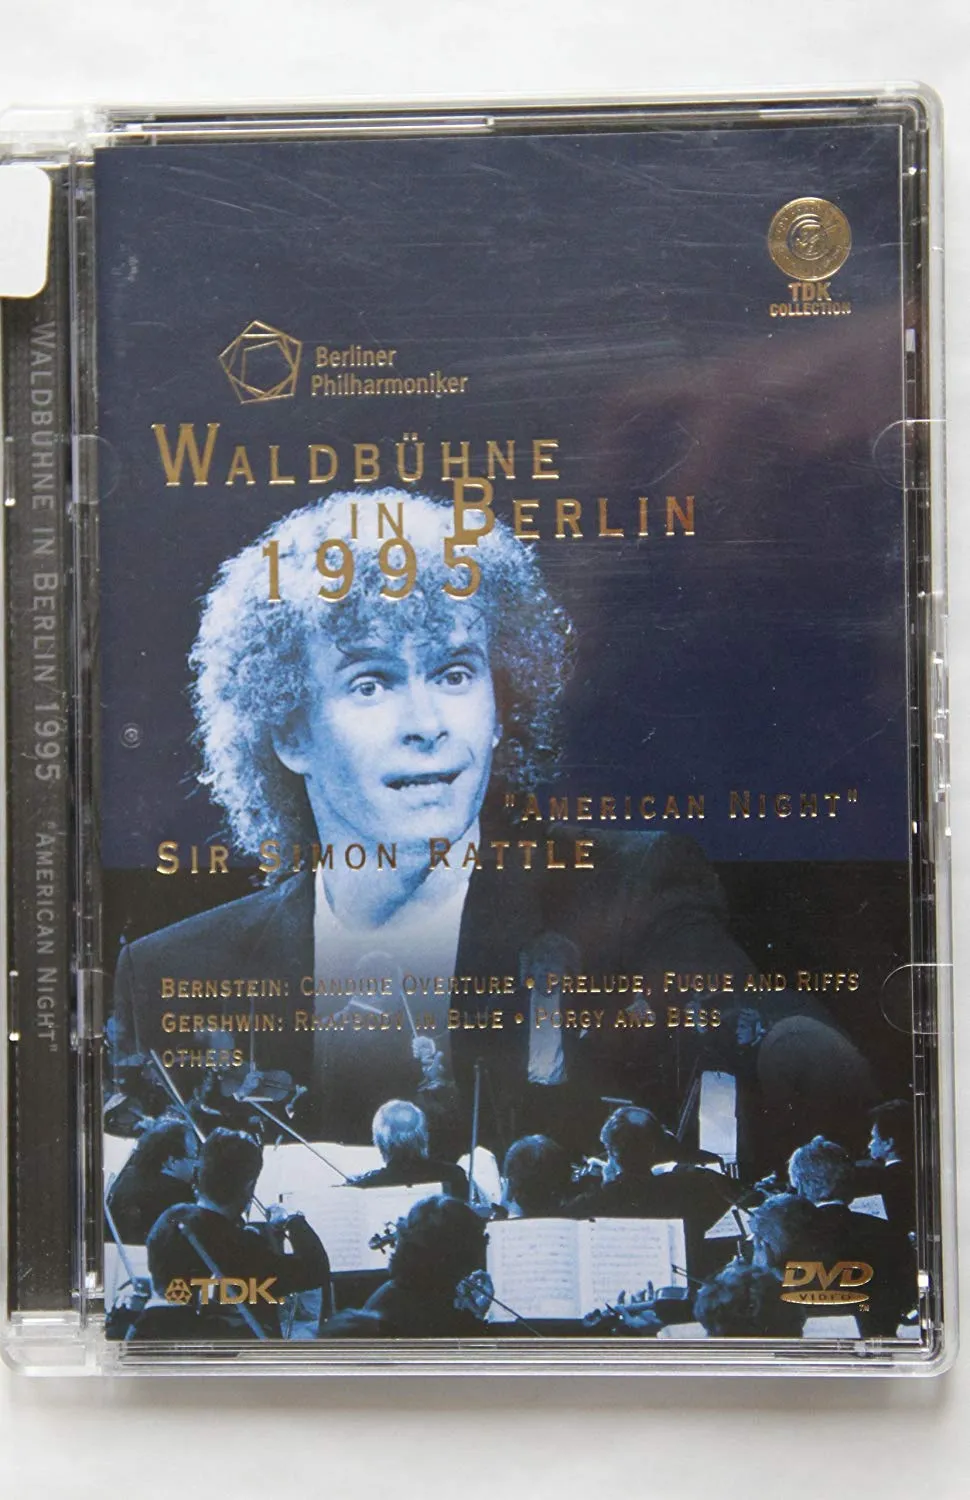 TDK
COLLECTION
Berliner
Philharmoniker
WALDBÜHNE
IN BERLIN
1995
"AMERICAN NIGHT"
SIR SIMON RATTLE
BERNSTEIN: CANDIDE OVERTURE • PRELUDE, FUGUE AND RIFFS
GERSHWIN: RHAPSODY IN BLUE • PORGY AND BESS
OTHERS
TDK.
DVD
VIDEO
TM
WALDBÜHNE IN BERLIN 1995 "AMERICAN NIGHT"